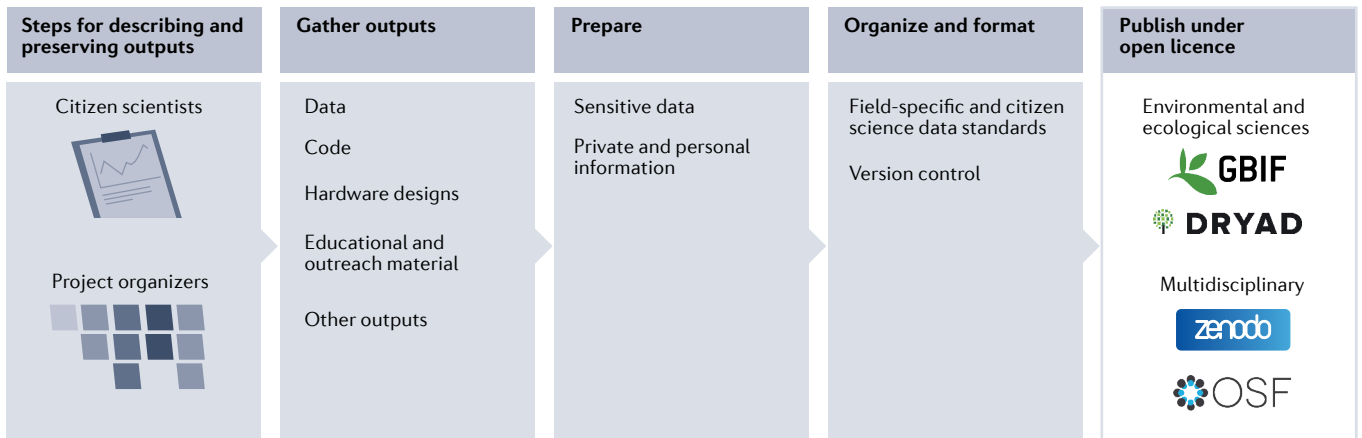 Steps for describing and
preserving outputs
Citizen scientists
Project organizers
Gather outputs
Data
Code
Hardware designs
Educational and
outreach material
Other outputs
Prepare
Sensitive data
Private and personal
information
Organize and format
Field-specific and citizen
science data standards
Version control
Publish under
open licence
Environmental and
ecological sciences
GBIF
DRYAD
Multidisciplinary
zenodo
OSF